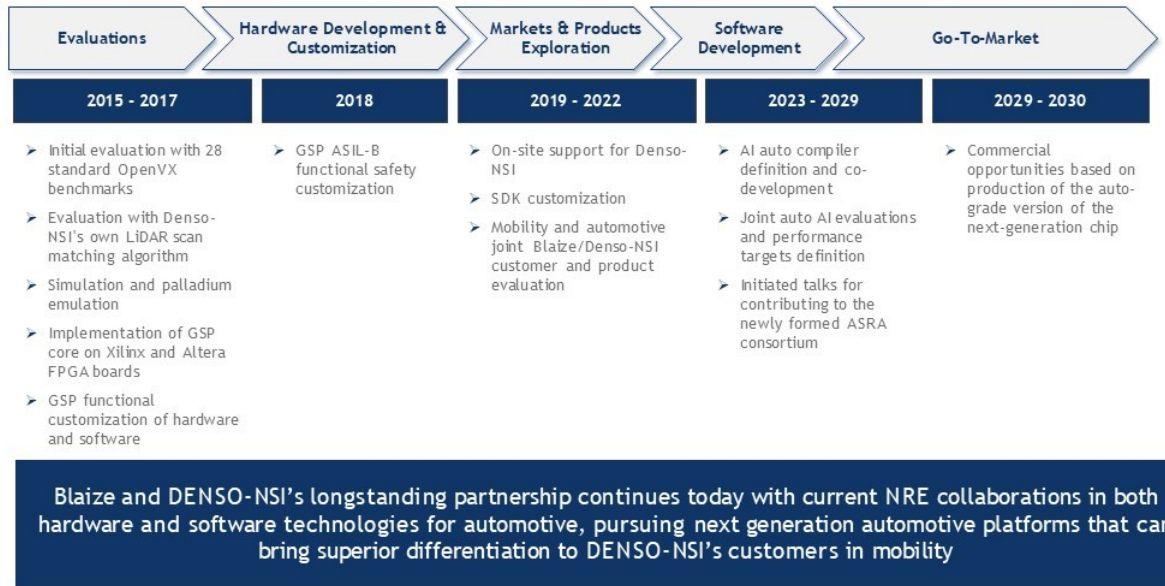 Evaluations
Hardware Development &
Customization
Markets & Products
Exploration
Software
Development
Go-To-Market
2015 - 2017
2018
2019 - 2022
2023 - 2029
2029 - 2030
➢ Initial evaluation with 28
standard OpenVX
benchmarks
➢ Evaluation with Denso-
NSI's own LiDAR scan
matching algorithm
➢ Simulation and palladium
emulation
➢ Implementation of GSP
core on Xilinx and Altera
FPGA boards
➢ GSP functional
customization of hardware
and software
➢ GSP ASIL-B
functional safety
customization
➢ On-site support for Denso-
NSI
➢ SDK customization
➢ Mobility and automotive
joint Blaize/Denso-NSI
customer and product
evaluation
➢ AI auto compiler
definition and co-
development
➢ Joint auto AI evaluations
and performance
targets definition
➢ Initiated talks for
contributing to the
newly formed ASRA
consortium
➢ Commercial
opportunities based on
production of the auto-
grade version of the
next-generation chip
Blaize and DENSO-NSI's longstanding partnership continues today with current NRE collaborations in both
hardware and software technologies for automotive, pursuing next generation automotive platforms that can
bring superior differentiation to DENSO-NSI's customers in mobility